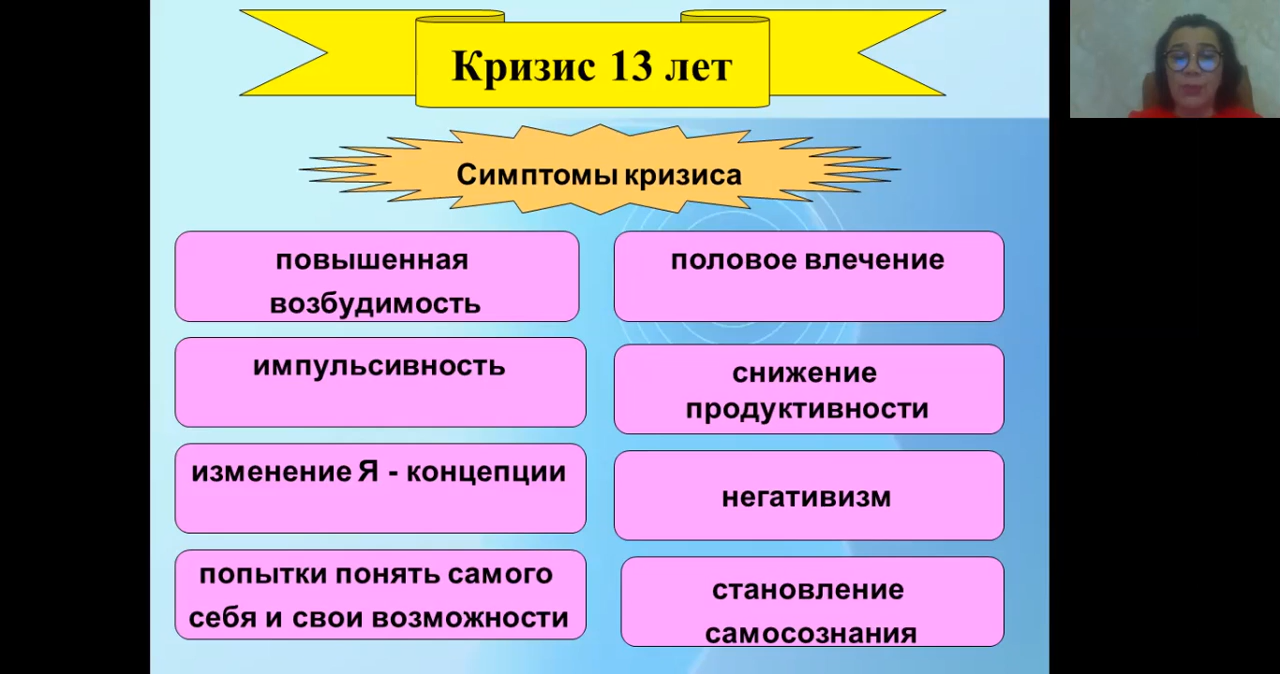 Кризис 13 лет
Симптомы кризиса
повышенная
возбудимость
половое влечение
импульсивность
снижение
продуктивности
изменение Я - концепции
негативизм
попытки понять самого
себя и свои возможности
становление
самосознания